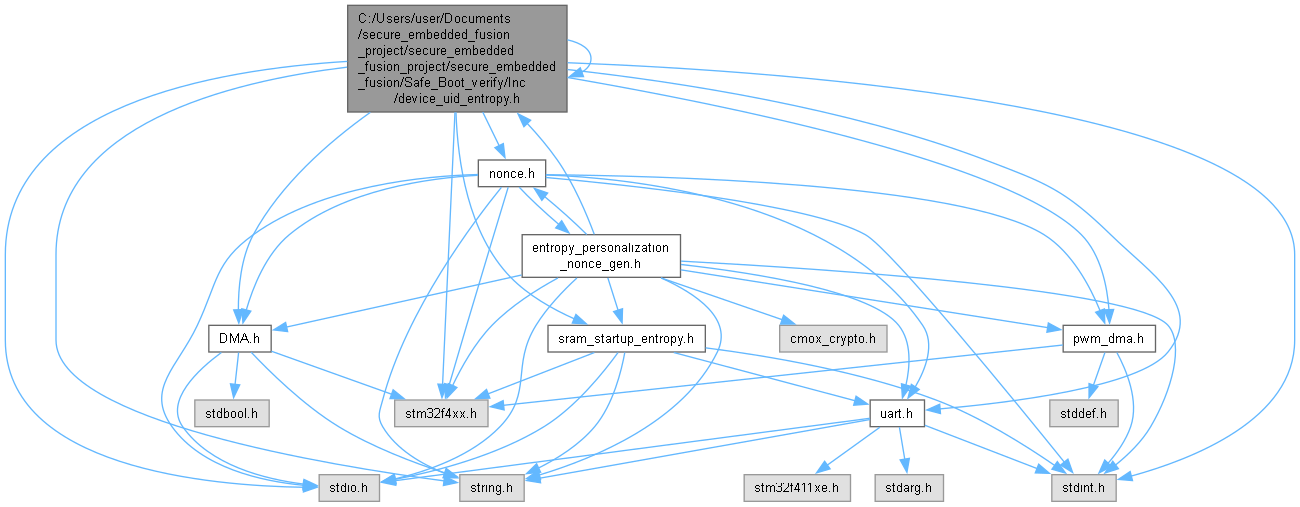 C:/Users/user/Documents
/secure_embedded_fusion
_project/secure_embedded
_fusion_project/secure_embedded
_fusion/Safe_Boot_verify/Inc
/device_uid_entropy.h
nonce.h
entropy_personalization
_nonce_gen.h
DMA.h
sram_startup_entropy.h
cmox_crypto.h
pwm_dma.h
stdbool.h
stm32f4xx.h
uart.h
stddef.h
stdio.h
string.h
stm32f411xe.h
stdarg.h
stdint.h